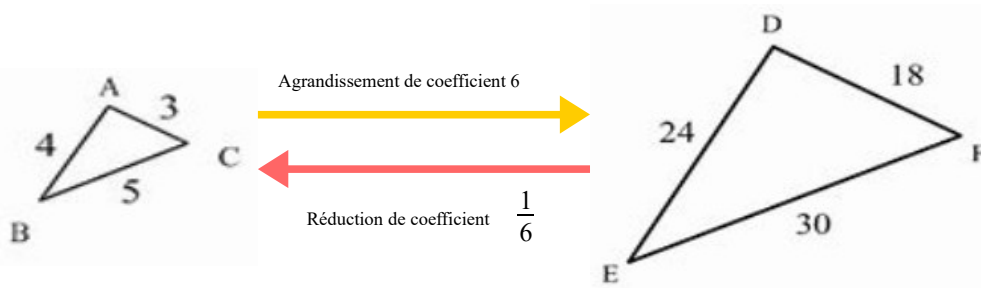 D
18
Agrandissement de coefficient 6
A
3
4
C
5
B
24
F
Réduction de coefficient 1/6
30
E